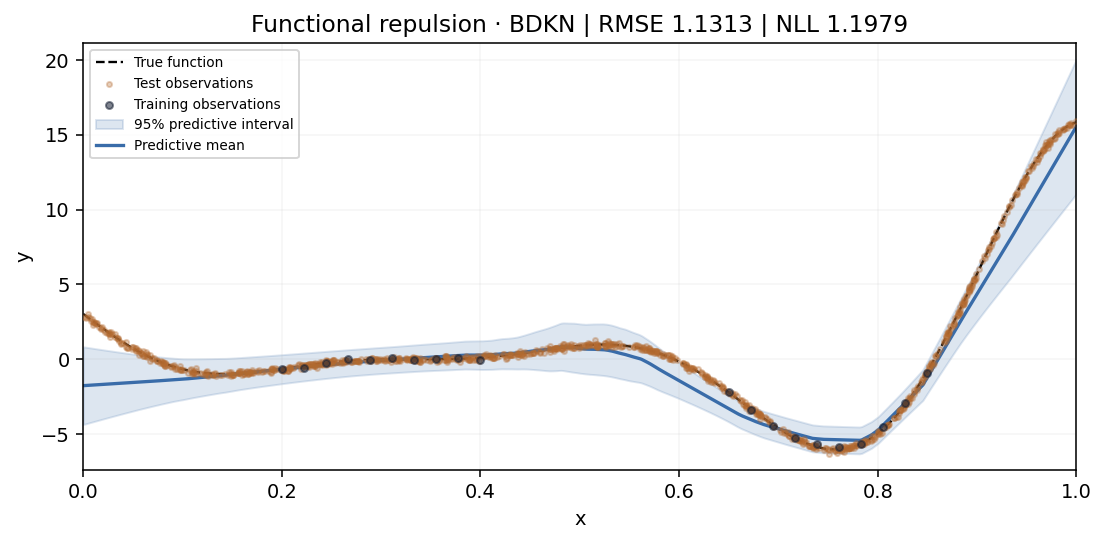 Functional repulsion · BDKN | RMSE 1.1313 | NLL 1.1979
True function
Test observations
Training observations
95% predictive interval
Predictive mean
20
15
10
5
0
−5
y
0.0 0.2 0.4 0.6 0.8 1.0
x